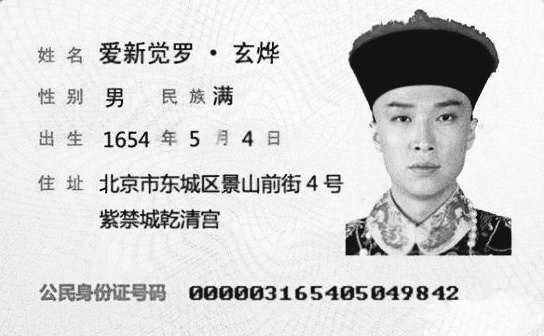 姓名 爱新觉罗·玄烨
性别 男 民族 满
出生 1654 年 5 月 4 日
住址 北京市东城区景山前街 4 号
紫禁城乾清宫
公民身份证号码 000003165405049842